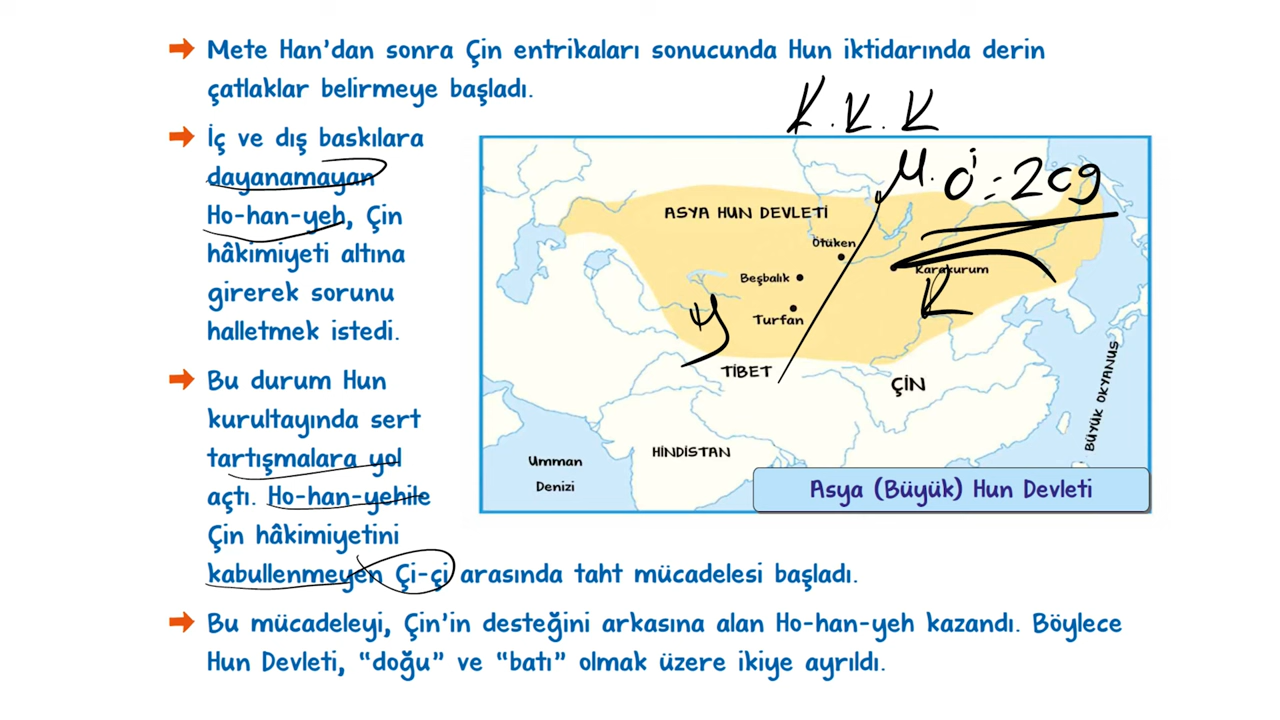 Mete Han'dan sonra Çin entrikaları sonucunda Hun iktidarında derin
çatlaklar belirmeye başladı.
İç ve dış baskılara
dayanamayan
Ho-han-yeh, Çin
hâkimiyeti altına
girerek sorunu
halletmek istedi.
Bu durum Hun
kurultayında sert
tartışmalara yol
açtı. Ho-han-yehile
Çin hâkimiyetini
kabullenmeyen Çi-çi arasında taht mücadelesi başladı.
Bu mücadeleyi, Çin'in desteğini arkasına alan Ho-han-yeh kazandı. Böylece
Hun Devleti, "doğu" ve "batı" olmak üzere ikiye ayrıldı.
K.K.K
M.Ö: 209
ASYA HUN DEVLETİ
Ötüken
Karakurum
Beşbalık
K
Turfan
TİBET
ÇİN
BÜYÜK OKYANUS
HİNDİSTAN
Umman
Denizi
Asya (Büyük) Hun Devleti